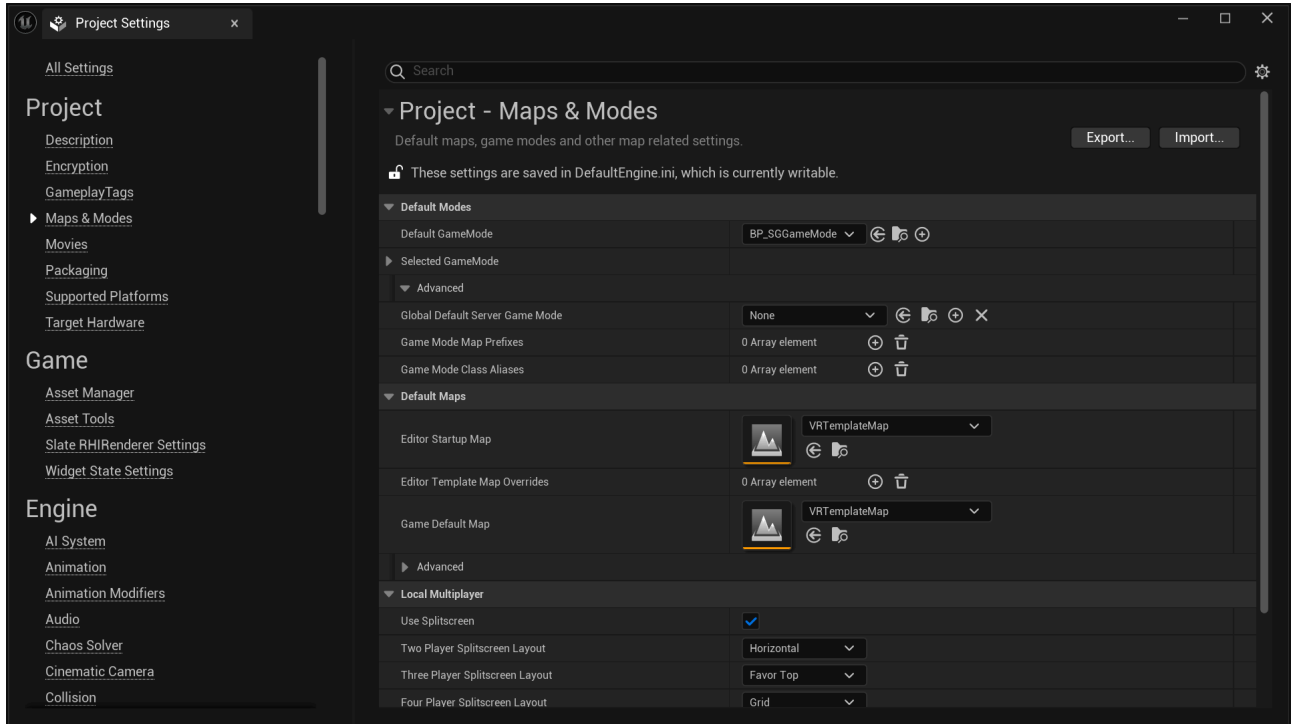 Project Settings
All Settings
Project
Description
Encryption
GameplayTags
Maps & Modes
Movies
Packaging
Supported Platforms
Target Hardware
Game
Asset Manager
Asset Tools
Slate RHIRenderer Settings
Widget State Settings
Engine
AI System
Animation
Animation Modifiers
Audio
Chaos Solver
Cinematic Camera
Collision
Search
Project - Maps & Modes
Default maps, game modes and other map related settings.
Export... Import...
These settings are saved in DefaultEngine.ini, which is currently writable.
Default Modes
Default GameMode BP_SGGameMode
Selected GameMode
Advanced
Global Default Server Game Mode None
Game Mode Map Prefixes 0 Array element
Game Mode Class Aliases 0 Array element
Default Maps
Editor Startup Map VRTemplateMap
Editor Template Map Overrides 0 Array element
Game Default Map VRTemplateMap
Advanced
Local Multiplayer
Use Splitscreen
Two Player Splitscreen Layout Horizontal
Three Player Splitscreen Layout Favor Top
Four Player Splitscreen Layout Grid